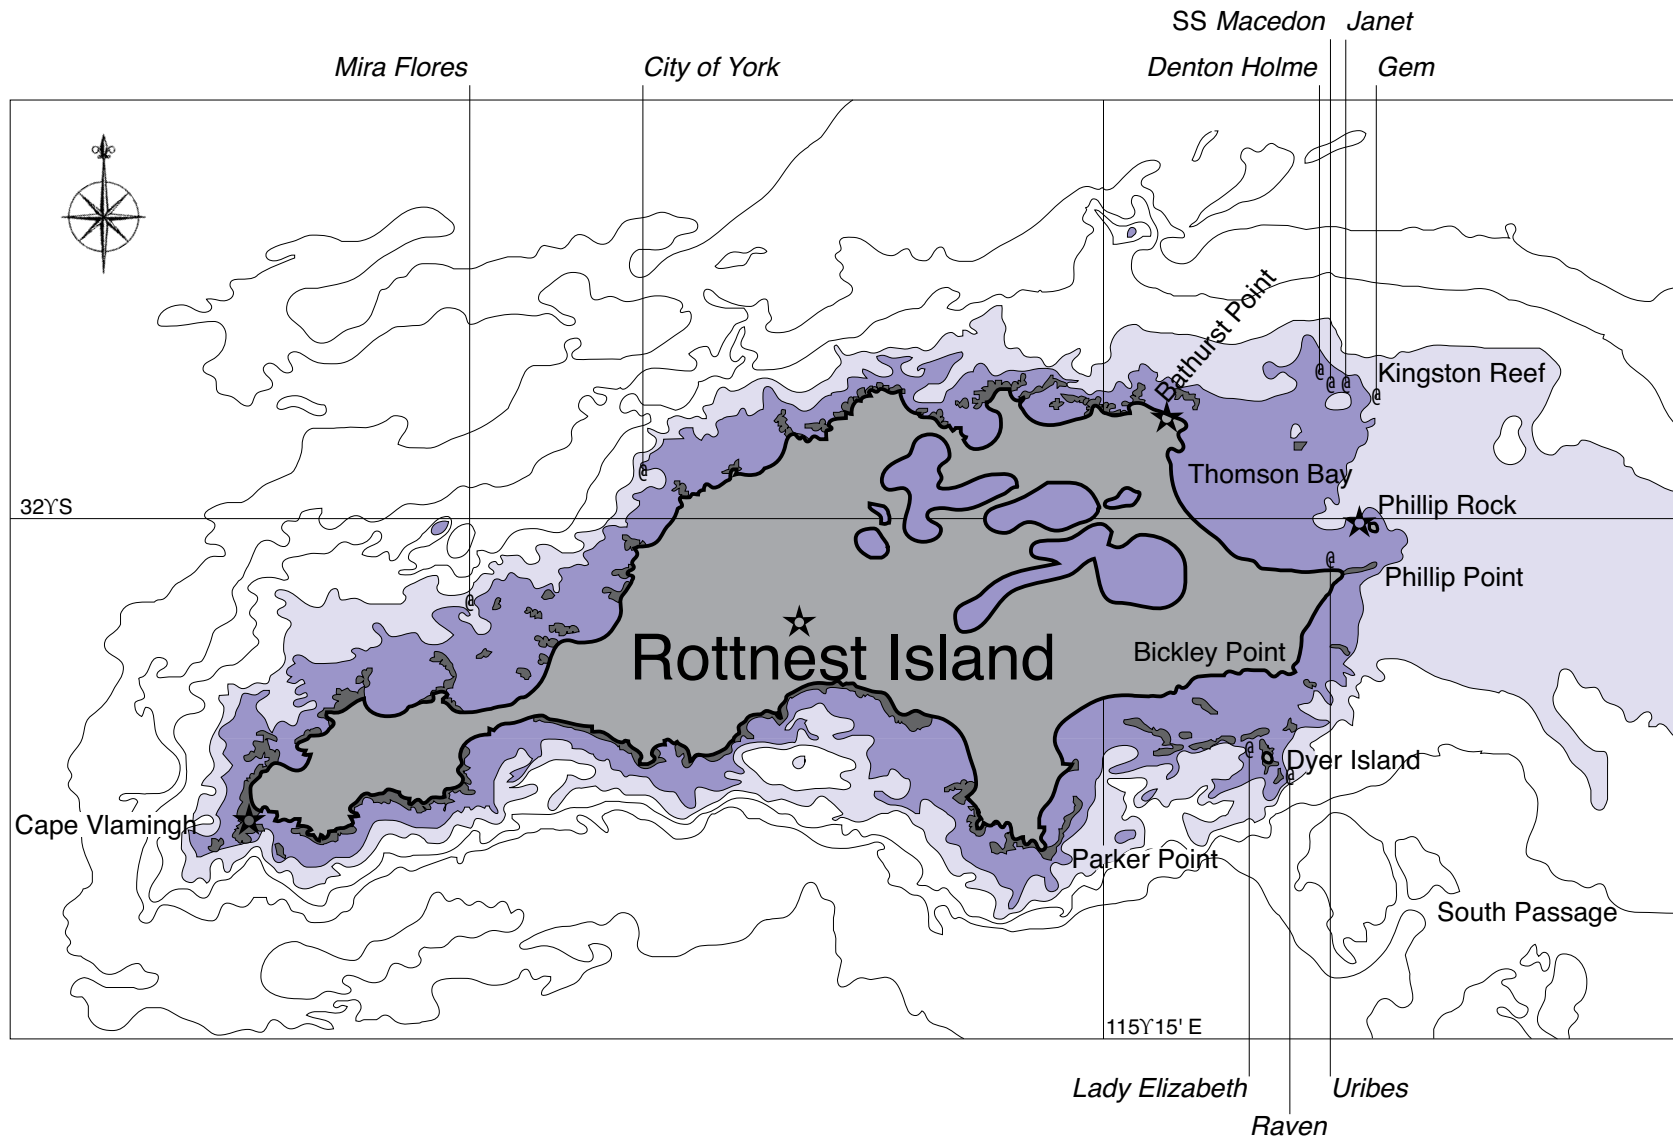 SS Macedon Janet
Mira Flores City of York Denton Holme Gem
Bathurst Point
Kingston Reef
Thomson Bay
Phillip Rock
32ϒS
Phillip Point
Rottnest Island
Bickley Point
Dyer Island
Cape Vlamingh
Parker Point
South Passage
115ϒ15' E
Lady Elizabeth Uribes
Raven